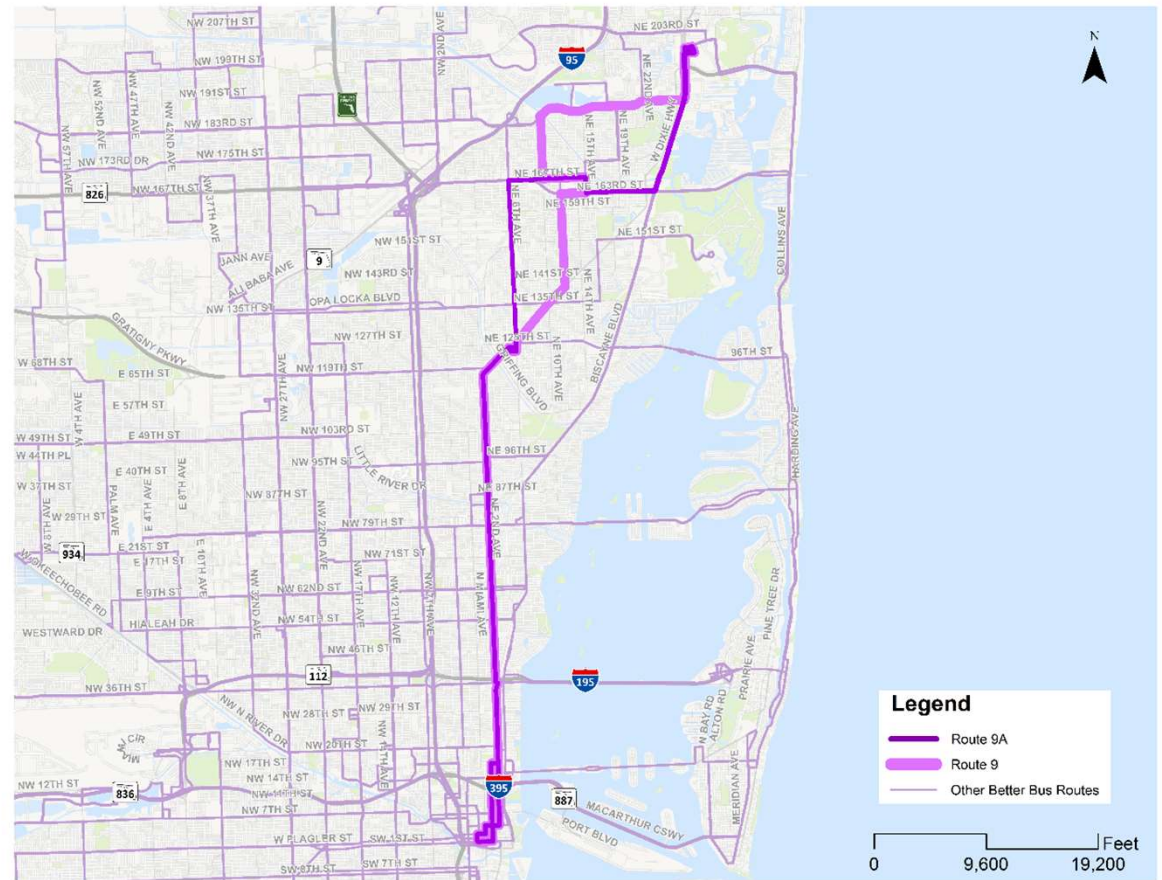 NW 207TH ST
NE 203RD ST
N
NW 2ND AVE
95
NW 199TH ST
NE 22ND AVE
NW 52ND AVE
NW 47TH AVE
NW 42ND AVE
NW 191ST ST
W DIXIE HWY
NW 183RD ST
NE 15TH AVE
NE 19TH AVE
NW 57TH AVE
NW 175TH ST
NW 173RD DR
NE 167TH ST
826
NW 167TH ST
NE 163RD ST
NW 37TH AVE
NE 6TH AVE
NE 159TH ST
COLLINS AVE
NW 151ST ST
NE 151ST ST
9
JANN AVE
ALI BABA AVE
NW 143RD ST
NE 141ST ST
NW 135TH ST
OPA LOCKA BLVD
NE 135TH ST
NE 14TH AVE
GRATIGNY PKWY
NW 127TH ST
BISCAYNE BLVD
W 68TH ST
E 65TH ST
NW 119TH ST
GRIFFING BLVD
NE 10TH AVE
96TH ST
NW 27TH AVE
W 4TH AVE
E 57TH ST
HARDING AVE
W 49TH ST
E 49TH ST
NW 103RD ST
W 44TH PL
NW 95TH ST
LITTLE RIVER DR
NE 96TH ST
E 40TH ST
E 8TH AVE
W 37TH ST
NW 87TH ST
NE 87TH ST
W 8TH AVE
PALM AVE
E 4TH AVE
W 29TH ST
NW 22ND AVE
NE 2ND AVE
NW 79TH ST
934
E 21ST ST
E 17TH ST
E 10TH AVE
NW 71ST ST
W OKEECHOBEE RD
NW 32ND AVE
NW 17TH AVE
NW 12TH AVE
NW 7TH AVE
N MIAMI AVE
E 9TH ST
NW 62ND ST
PINE TREE DR
WESTWARD DR
HIALEAH DR
NW 54TH ST
PRAIRIE AVE
NW 46TH ST
NW 36TH ST
112
195
N BAY RD
ALTON RD
NW N RIVER DR
NW 28TH ST
NW 29TH ST
NW 14TH AVE
NW 20TH ST
NW 17TH ST
MERIDIAN AVE
NW 12TH ST
836
NW 14TH ST
NW 11TH ST
395
887
NW 7TH ST
MACARTHUR CSWY
PORT BLVD
W FLAGLER ST
SW 1ST ST
SW 8TH ST
SW 7TH ST
Legend
Route 9A
Route 9
Other Better Bus Routes
Feet
0
9,600
19,200